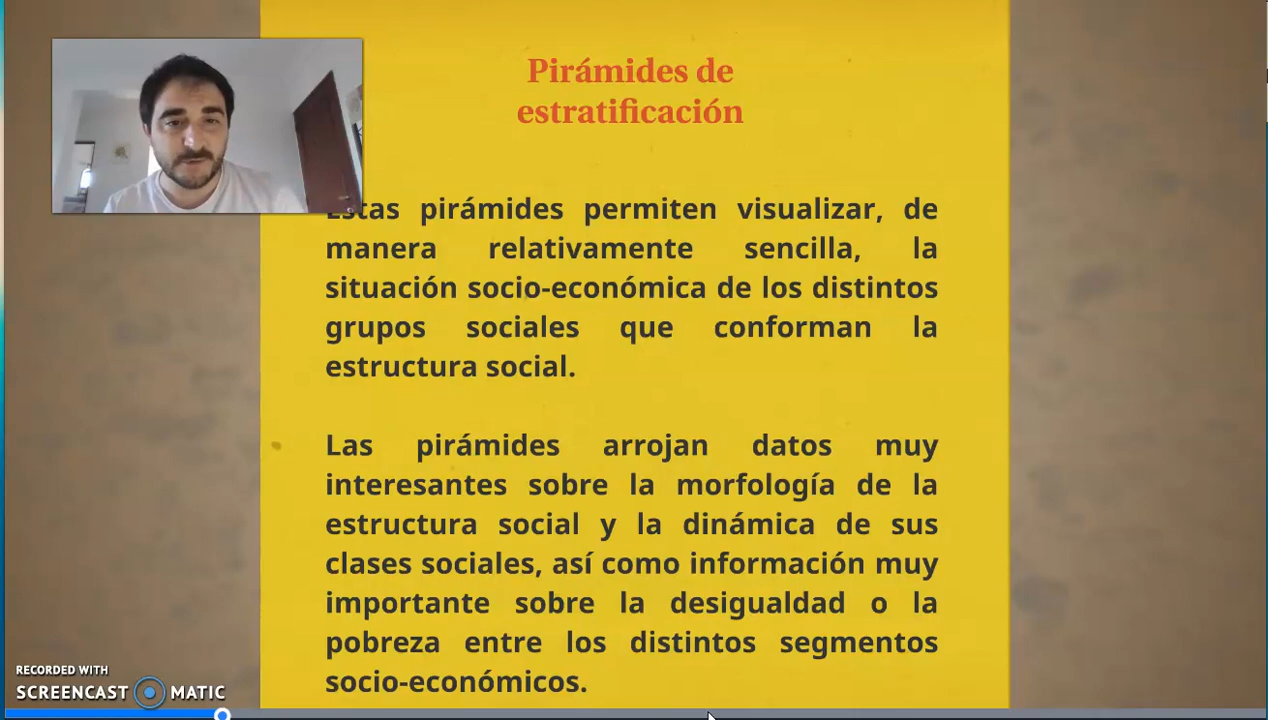 Pirámides de
estratificación
Estas pirámides permiten visualizar, de
manera relativamente sencilla, la
situación socio-económica de los distintos
grupos sociales que conforman la
estructura social.
Las pirámides arrojan datos muy
interesantes sobre la morfología de la
estructura social y la dinámica de sus
clases sociales, así como información muy
importante sobre la desigualdad o la
pobreza entre los distintos segmentos
socio-económicos.
RECORDED WITH
SCREENCAST MATIC